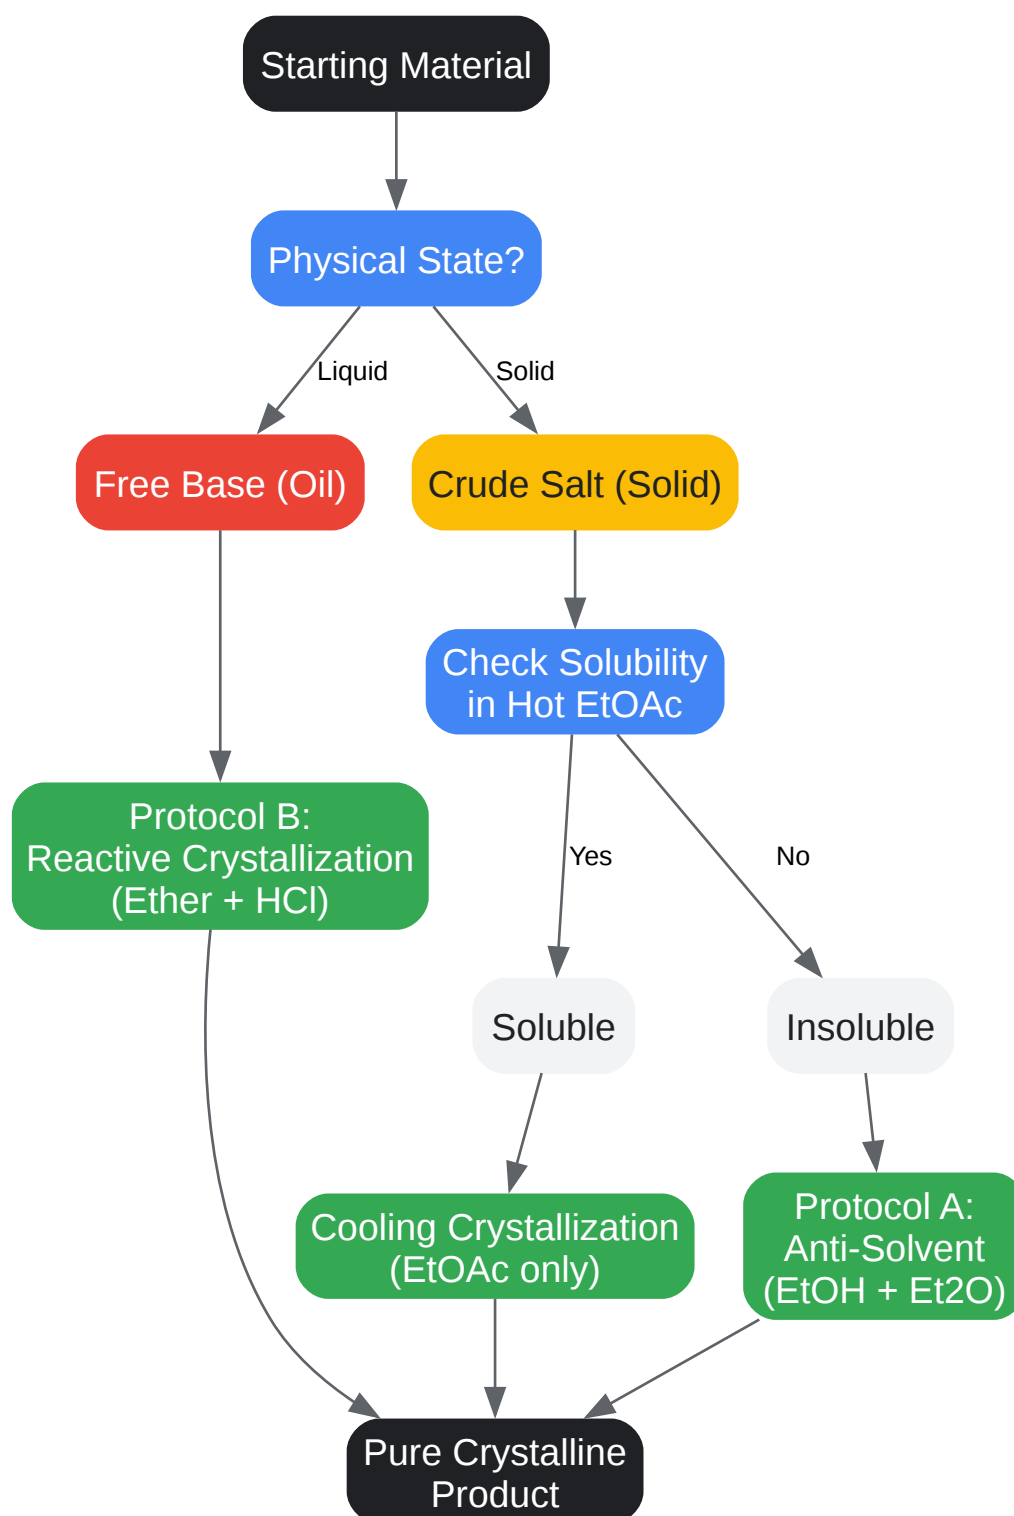 Starting Material
Physical State?
Liquid
Solid
Free Base (Oil)
Crude Salt (Solid)
Check Solubility
in Hot EtOAc
Protocol B:
Reactive Crystallization
(Ether + HCl)
Yes
No
Soluble
Insoluble
Cooling Crystallization
(EtOAc only)
Protocol A:
Anti-Solvent
(EtOH + Et2O)
Pure Crystalline
Product